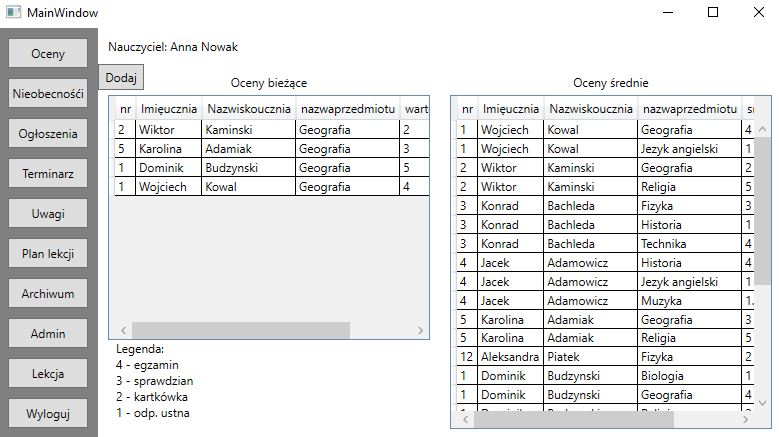 MainWindow
Oceny
Nieobecnośći
Ogłoszenia
Terminarz
Uwagi
Plan lekcji
Archiwum
Admin
Lekcja
Wyloguj
Nauczyciel: Anna Nowak
Dodaj
Oceny bieżące
nr Imięucznia Nazwiskoucznia nazwaprzedmiotu wart
2 Wiktor Kaminski Geografia 2
5 Karolina Adamiak Geografia 3
1 Dominik Budzynski Geografia 5
1 Wojciech Kowal Geografia 4
Legenda:
4 - egzamin
3 - sprawdzian
2 - kartkówka
1 - odp. ustna
Oceny średnie
nr Imięucznia Nazwiskoucznia nazwaprzedmiotu
1 Wojciech Kowal Geografia 4
1 Wojciech Kowal Jezyk angielski 1
2 Wiktor Kaminski Geografia 2
2 Wiktor Kaminski Religia 5
3 Konrad Bachleda Fizyka 3
3 Konrad Bachleda Historia 1
3 Konrad Bachleda Technika 4
4 Jacek Adamowicz Historia 4
4 Jacek Adamowicz Jezyk angielski 1
4 Jacek Adamowicz Muzyka 1.
5 Karolina Adamiak Geografia 3
5 Karolina Adamiak Religia 5
12 Aleksandra Piatek Fizyka 2
1 Dominik Budzynski Biologia 1
1 Dominik Budzynski Geografia 5